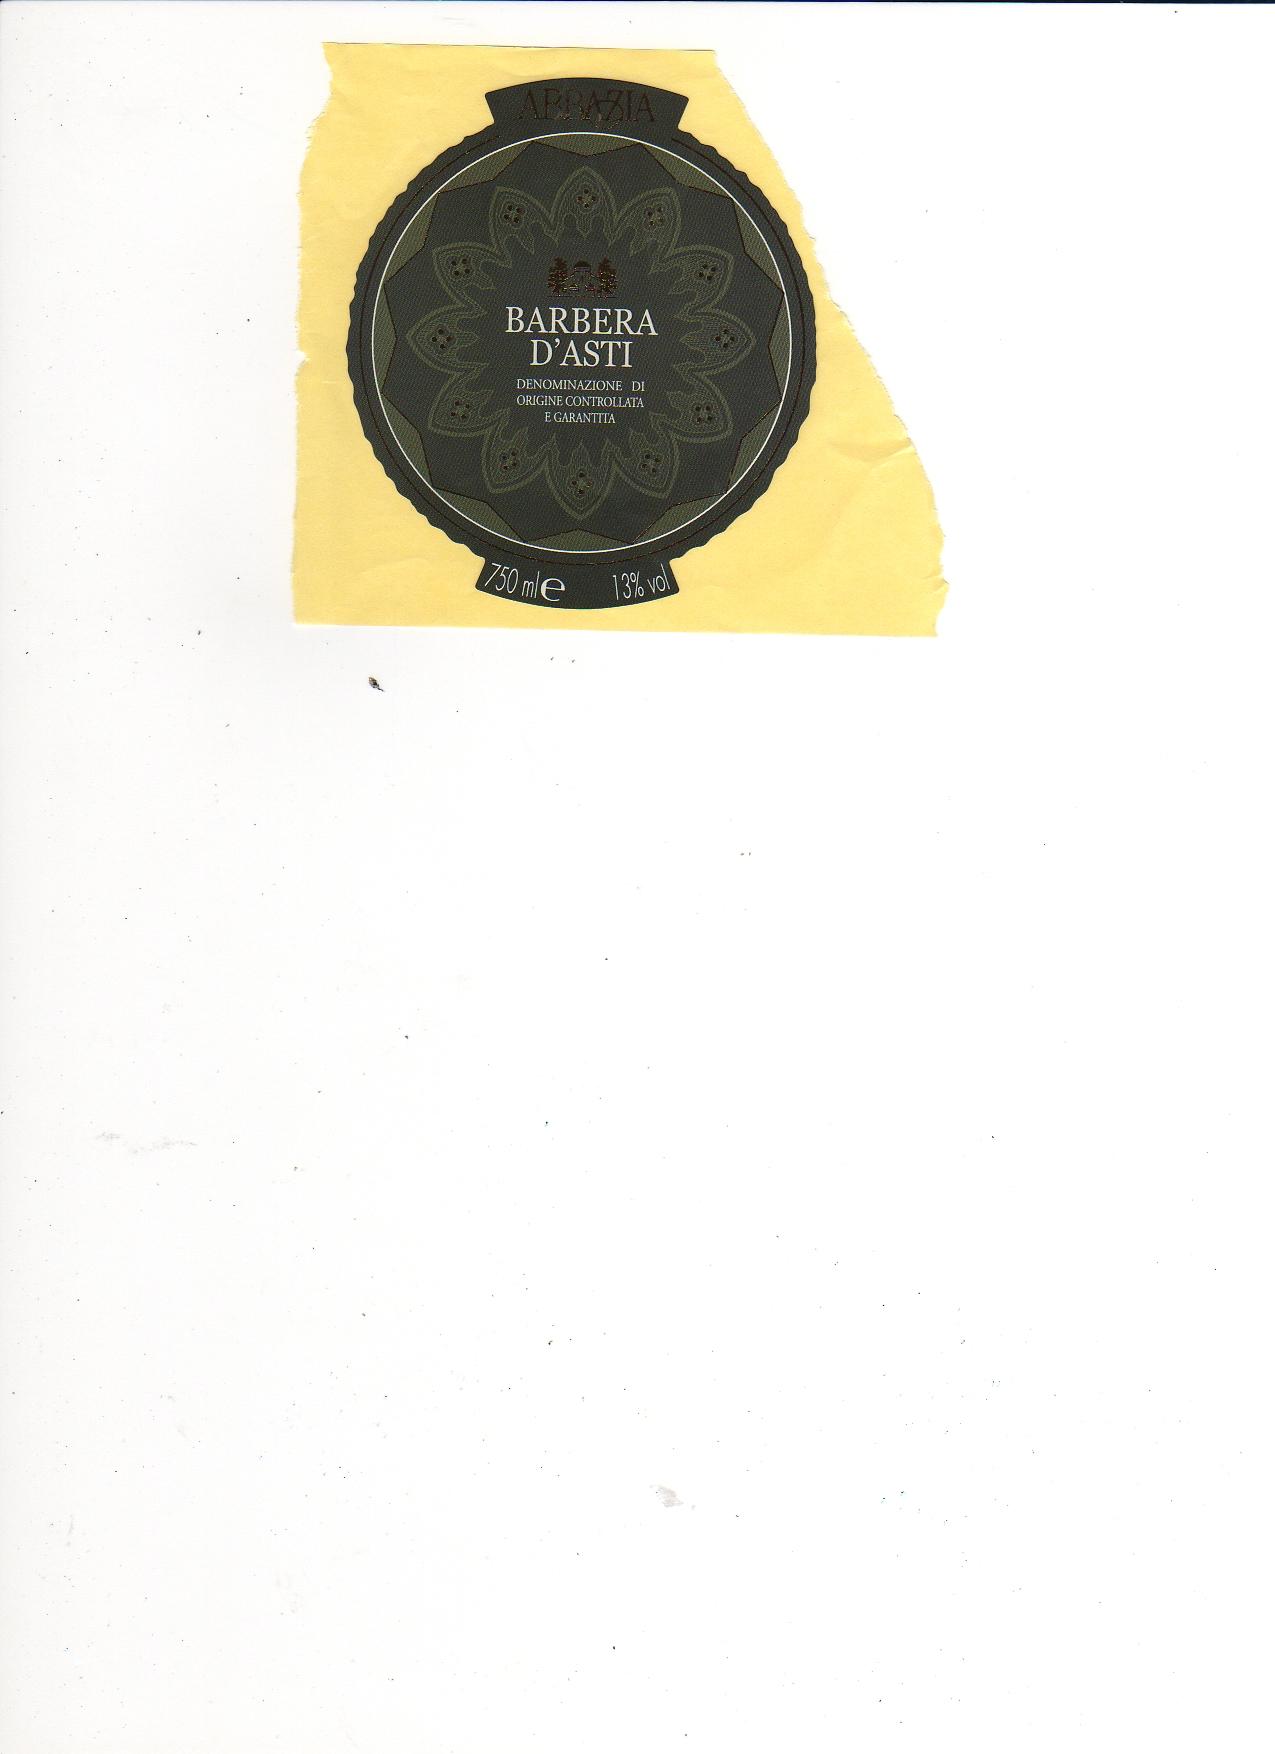 ABBAZIA
BARBERA
D'ASTI
DENOMINAZIONE DI
ORIGINE CONTROLLATA
E GARANTITA
750 ml e 13% vol